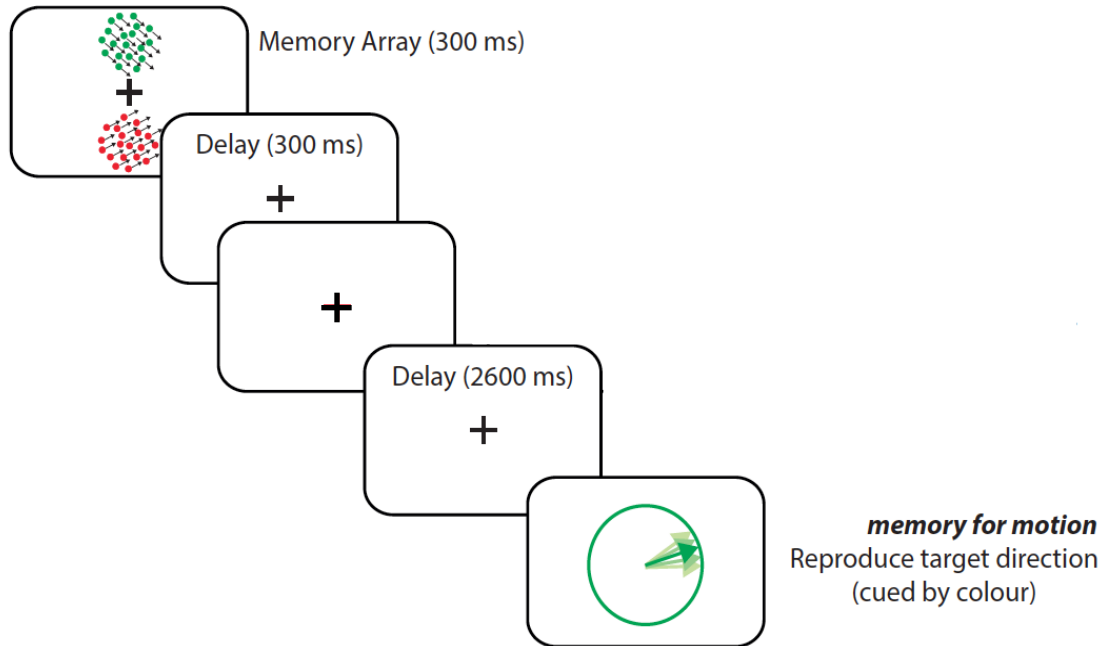 Memory Array (300 ms)
Delay (300 ms)
Delay (2600 ms)
memory for motion
Reproduce target direction
(cued by colour)